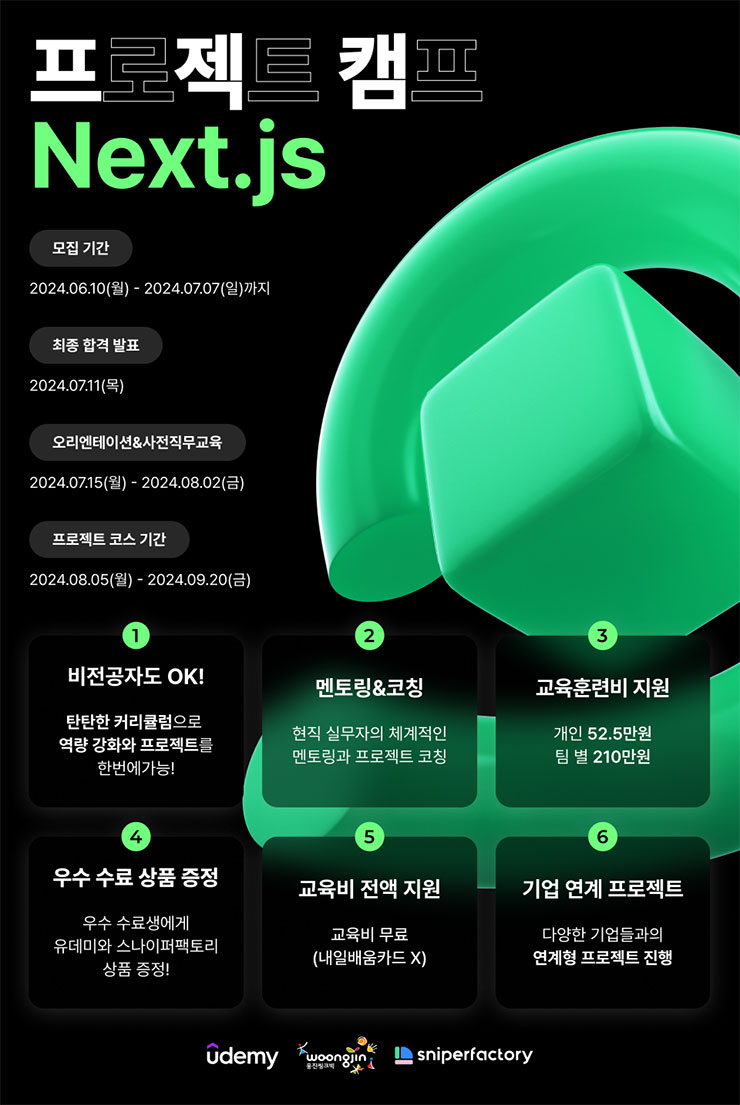 프로젝트 캠프
Next.js
모집 기간
2024.06.10(월) - 2024.07.07(일)까지
최종 합격 발표
2024.07.11(목)
오리엔테이션&사전직무교육
2024.07.15(월) - 2024.08.02(금)
프로젝트 코스 기간
2024.08.05(월) - 2024.09.20(금)
1
비전공자도 OK!
탄탄한 커리큘럼으로
역량 강화와 프로젝트를
한번에가능!
2
멘토링&코칭
현직 실무자의 체계적인
멘토링과 프로젝트 코칭
3
교육훈련비 지원
개인 52.5만원
팀 별 210만원
4
우수 수료 상품 증정
우수 수료생에게
유데미와 스나이퍼팩토리
상품 증정!
5
교육비 전액 지원
교육비 무료
(내일배움카드 X)
6
기업 연계 프로젝트
다양한 기업들과의
연계형 프로젝트 진행
udemy
woongjin
웅진씽크빅
sniperfactory